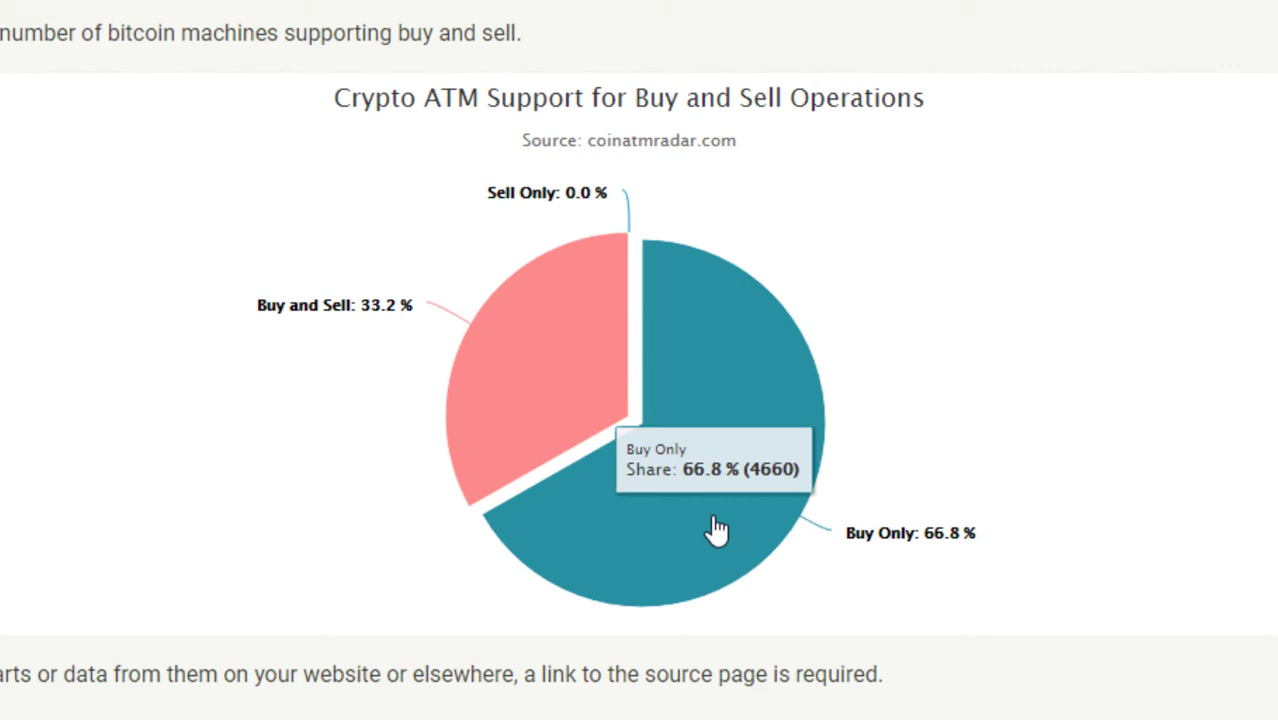 number of bitcoin machines supporting buy and sell.
Crypto ATM Support for Buy and Sell Operations
Source: coinatmradar.com
Sell Only: 0.0 %
Buy and Sell: 33.2 %
Buy Only
Share: 66.8 % (4660)
Buy Only: 66.8 %
or data from them on your website or elsewhere, a link to the source page is required.